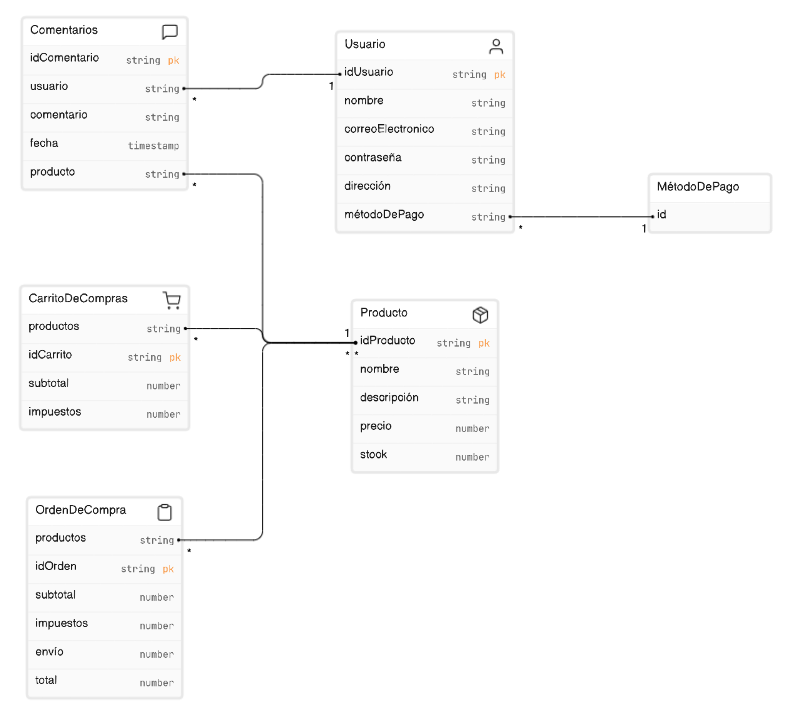 Comentarios
idComentario string pk
usuario string
comentario string
fecha timestamp
producto string
*
*
Usuario
idUsuario string pk
nombre string
correoElectronico string
contraseña string
dirección string
métodoDePago string
1
*
MétodoDePago
id
1
CarritoDeCompras
productos string
idCarrito string pk
subtotal number
impuestos number
*
Producto
idProducto string pk
nombre string
descripción string
precio number
stock number
1
* *
OrdenDeCompra
productos string
idOrden string pk
subtotal number
impuestos number
envío number
total number
*